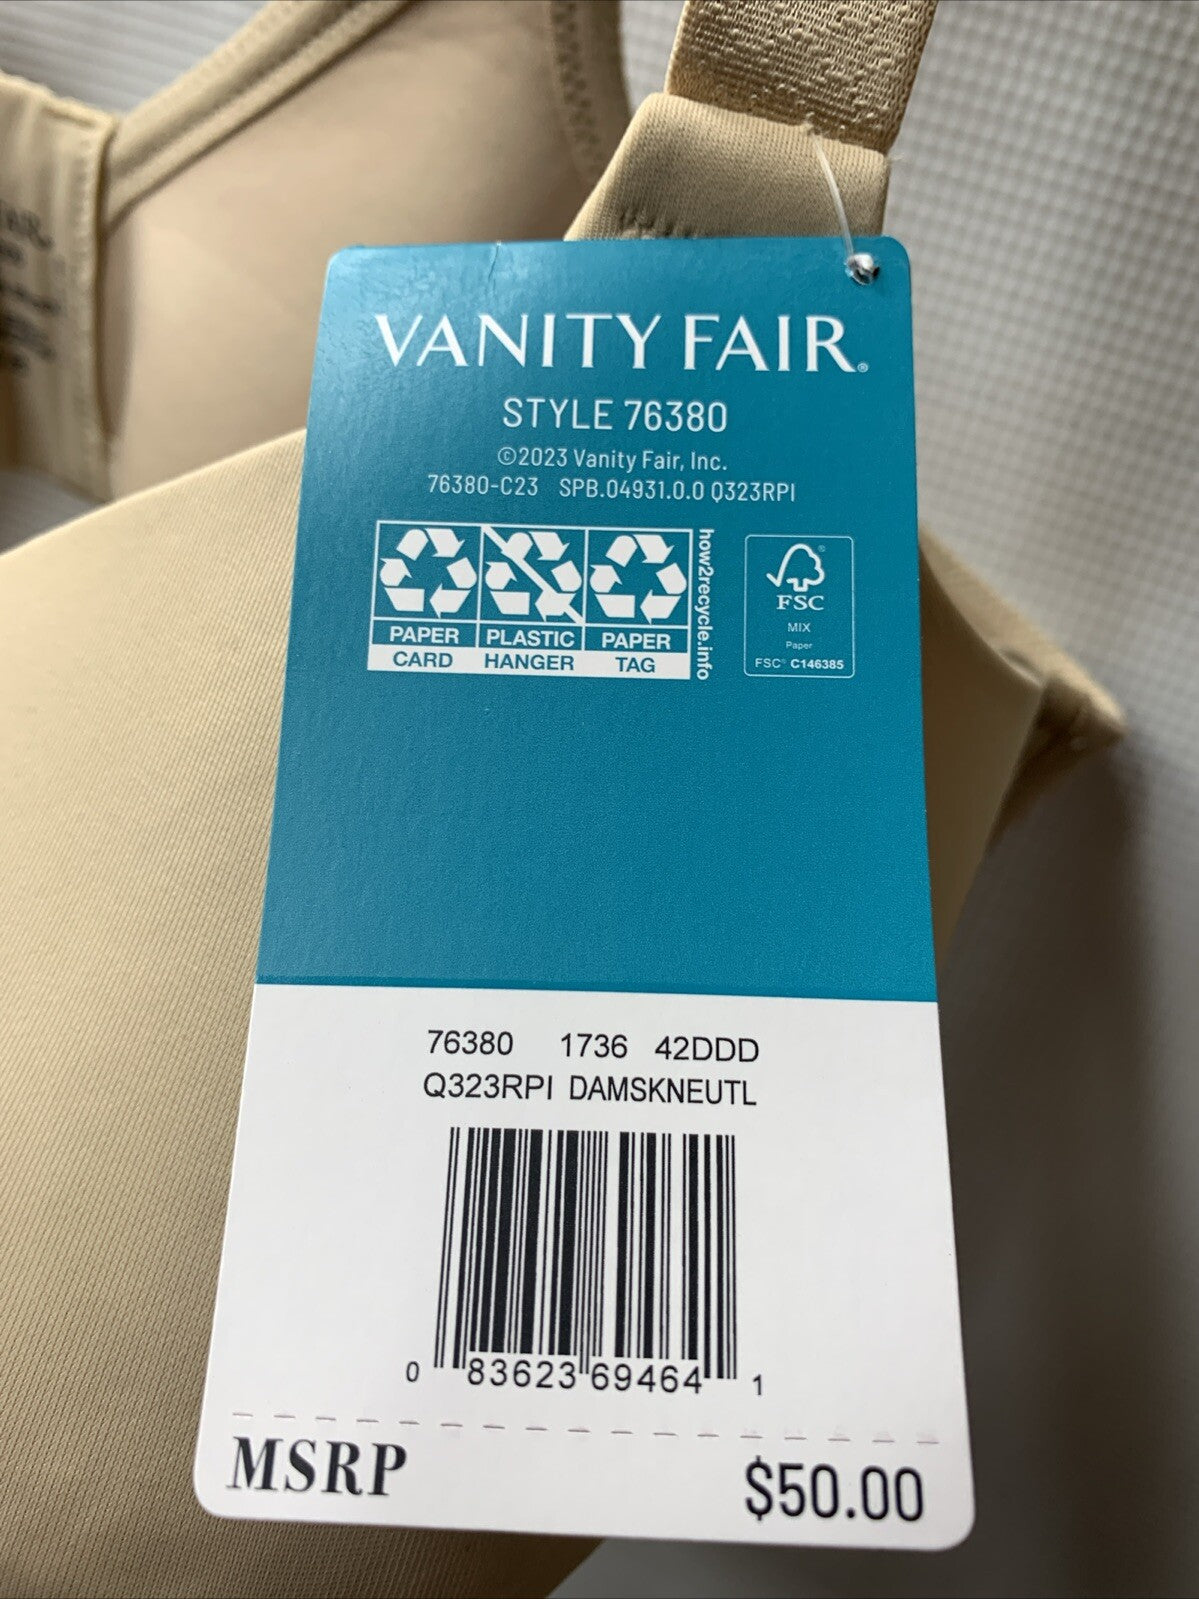 VANITY FAIR®
STYLE 76380
©2023 Vanity Fair, Inc.
76380-C23 SPB.04931.0.0 Q323RPI
PAPER PLASTIC PAPER
CARD HANGER TAG
how2recycle.info
FSC®
MIX
Paper
FSC® C146385
76380 1736 42DDD
Q323RPI DAMSKNEUTL
0 83623 69464 1
MSRP $50.00